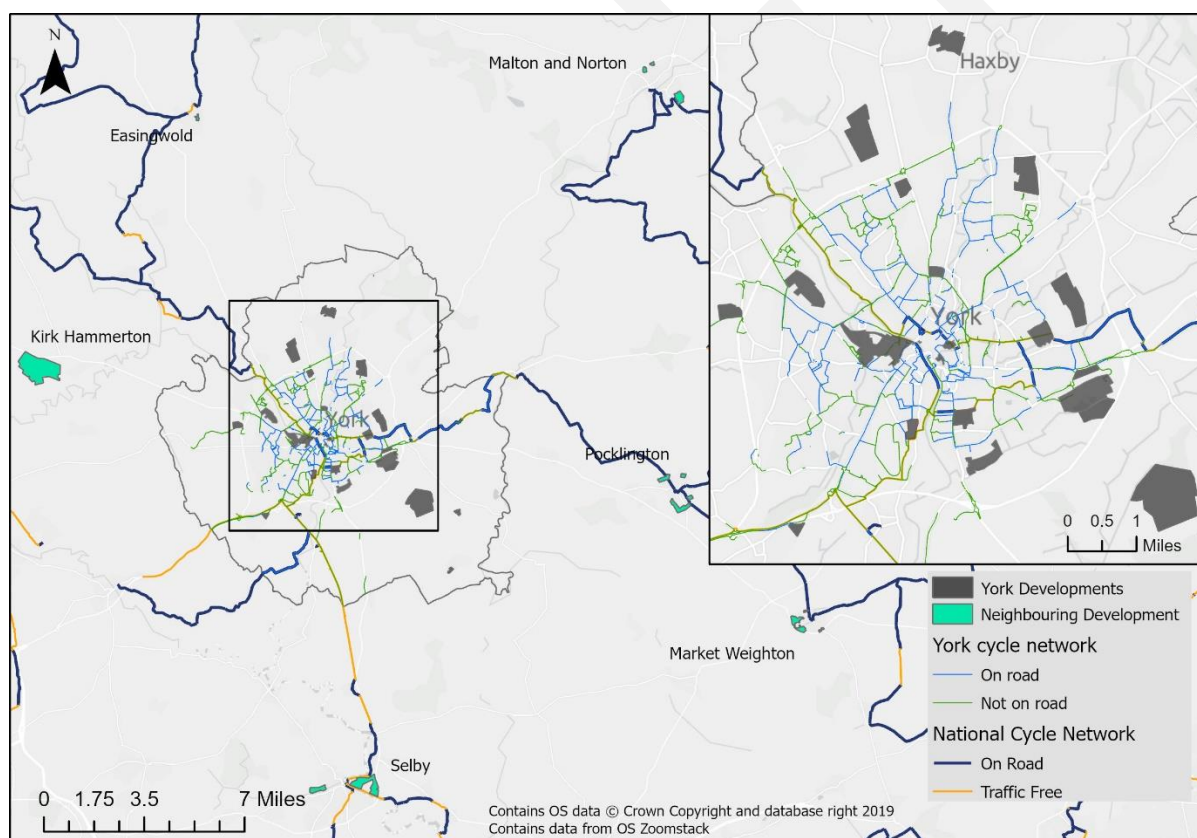 N
Malton and Norton
Haxby
Easingwold
York
Kirk Hammerton
York
Pocklington
0 0.5 1
Miles
York Developments
Neighbouring Development
York cycle network
On road
Not on road
National Cycle Network
On Road
Traffic Free
Market Weighton
Selby
0 1.75 3.5 7 Miles
Contains OS data © Crown Copyright and database right 2019
Contains data from OS Zoomstack